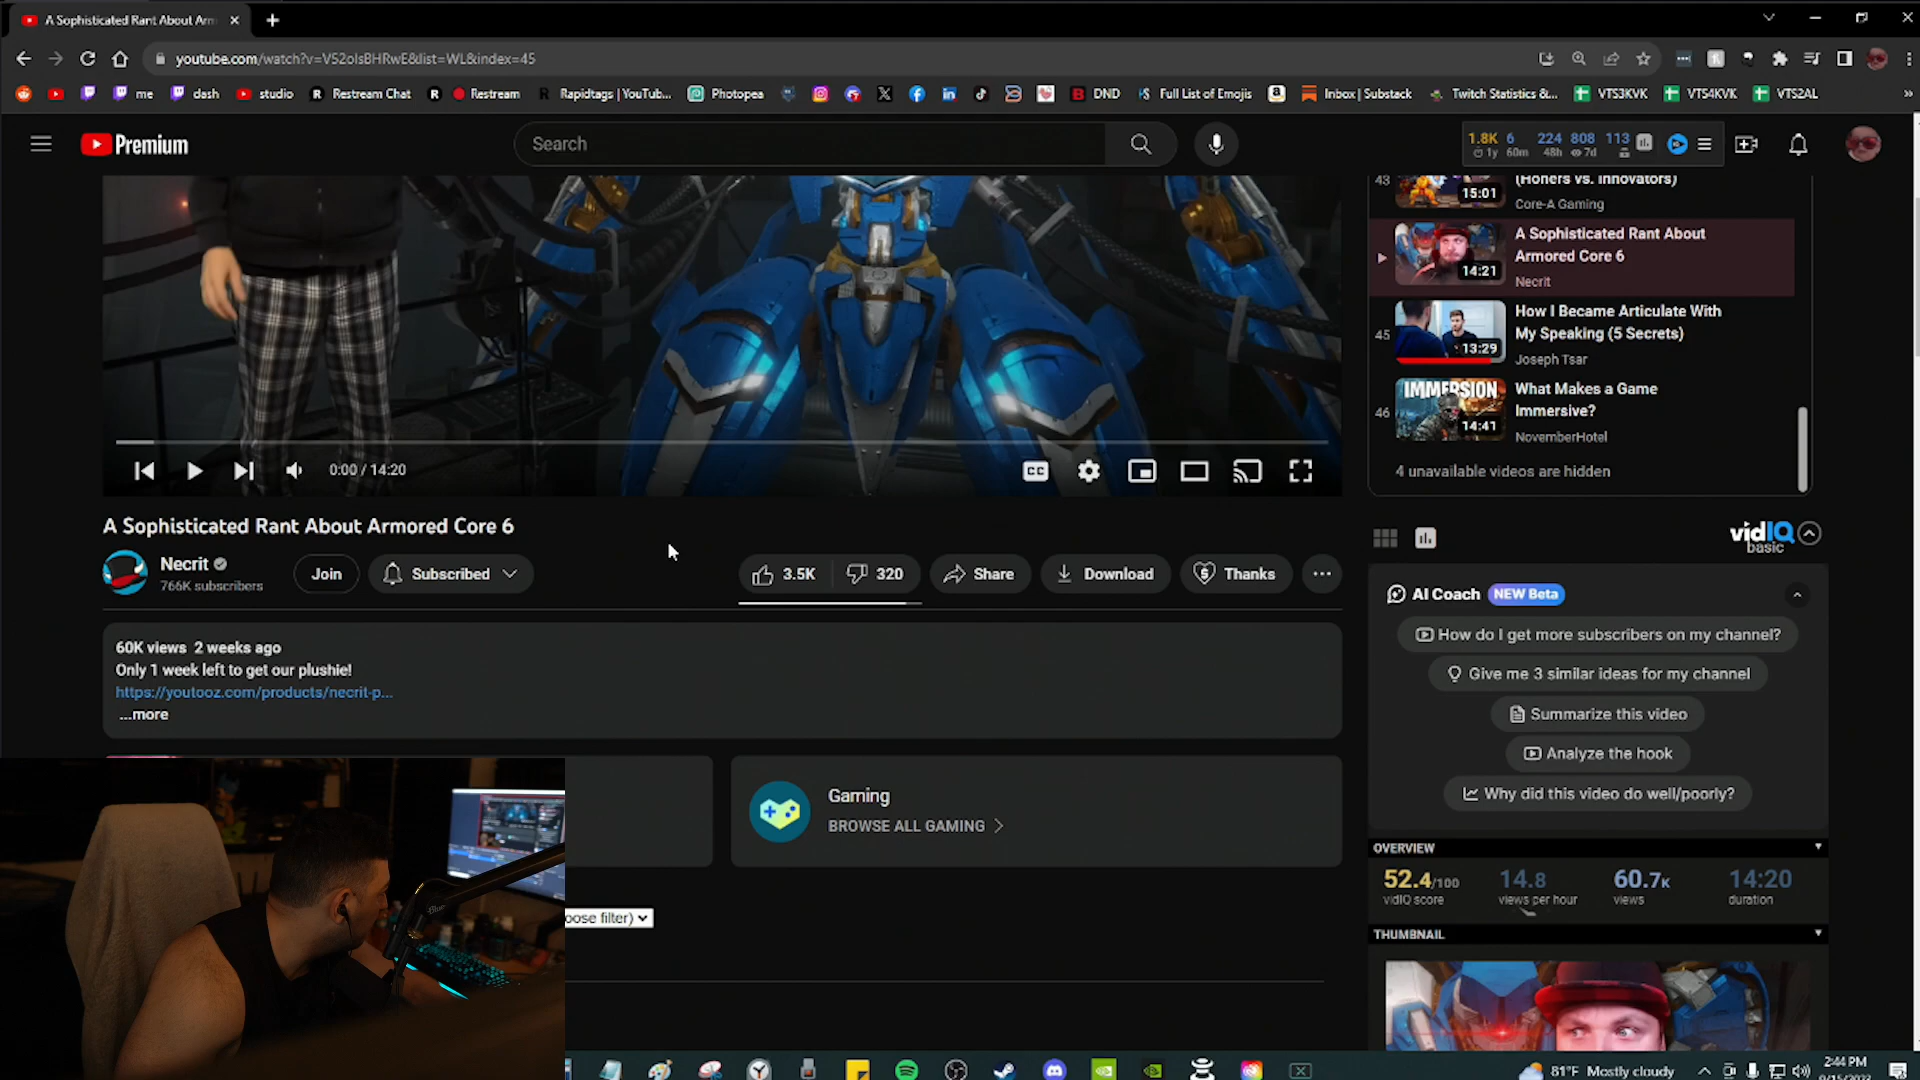 A Sophisticated Rant About Arm
youtube.com/watch?v=VS2oIsBHRwE&list=WL&index=45
me
dash
studio
R Restream Chat
R Restream
R Rapidtags | YouTub...
Photopea
DND
Full List of Emojis
Inbox | Substack
Twitch Statistics &...
VTS3KVK
VTS4KVK
VTS2AL
Premium
Search
1.8K 6 224 808 113
1y 60m 48h 7d
43
15:01
(Honers vs. Innovators)
Core-A Gaming
A Sophisticated Rant About
Armored Core 6
14:21
Necrit
45
13:29
How I Became Articulate With
My Speaking (5 Secrets)
Joseph Tsar
46
IMMERSION
14:41
What Makes a Game
Immersive?
NovemberHotel
4 unavailable videos are hidden
0:00 / 14:20
CC
A Sophisticated Rant About Armored Core 6
Necrit
766K subscribers
Join
Subscribed
3.5K
320
Share
Download
Thanks
60K views 2 weeks ago
Only 1 week left to get our plushie!
https://youtooz.com/products/necrit-p...
...more
Gaming
BROWSE ALL GAMING
oose filter)
vidIQ
basic
AI Coach NEW Beta
How do I get more subscribers on my channel?
Give me 3 similar ideas for my channel
Summarize this video
Analyze the hook
Why did this video do well/poorly?
OVERVIEW
52.4/100 14.8 60.7K 14:20
vidIQ score views per hour views duration
THUMBNAIL
81°F Mostly cloudy
2:44 PM